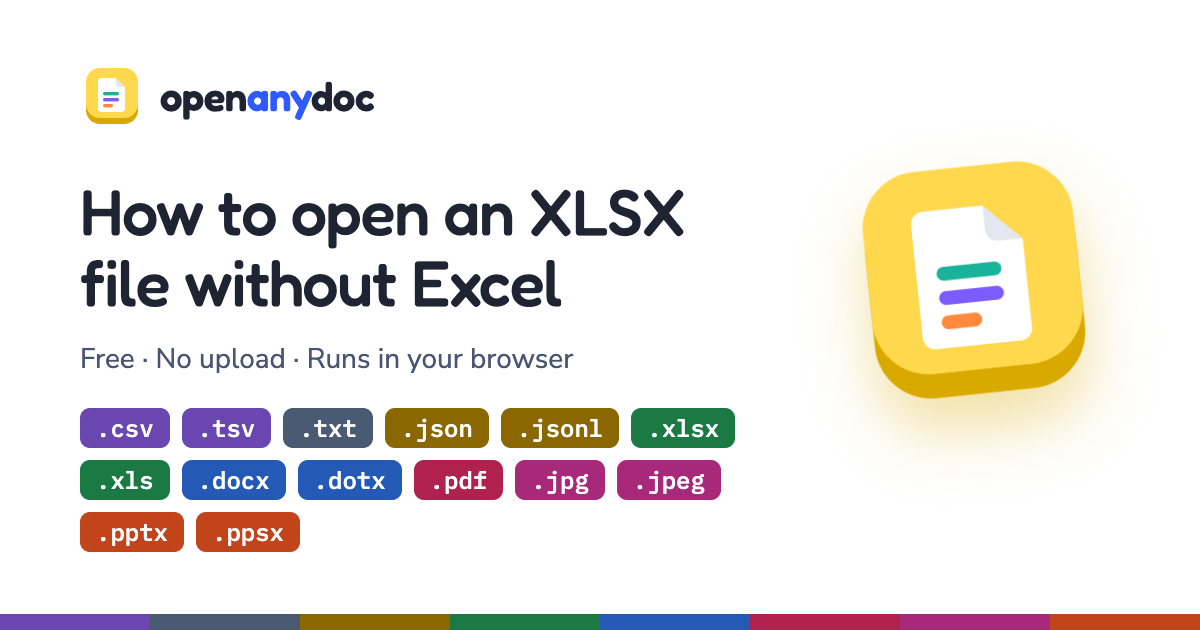 openanydoc
How to open an XLSX
file without Excel
Free · No upload · Runs in your browser
.csv .tsv .txt .json .jsonl .xlsx
.xls .docx .dotx .pdf .jpg .jpeg
.pptx .ppsx